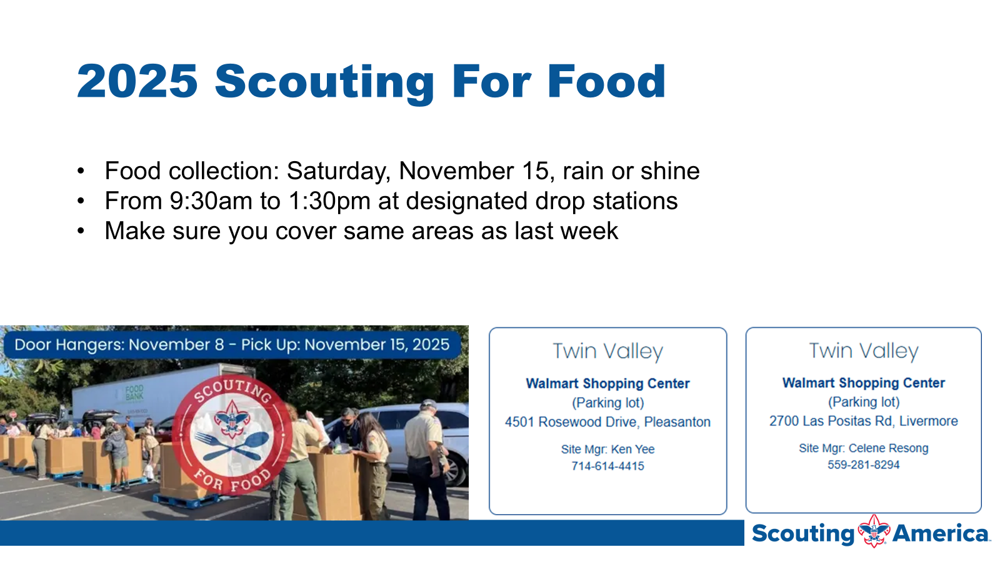 2025 Scouting For Food
• Food collection: Saturday, November 15, rain or shine
• From 9:30am to 1:30pm at designated drop stations
• Make sure you cover same areas as last week
Door Hangers: November 8 - Pick Up: November 15, 2025
FOOD
BANK
SCOUTING
FOR FOOD
Twin Valley
Walmart Shopping Center
(Parking lot)
4501 Rosewood Drive, Pleasanton
Site Mgr: Ken Yee
714-614-4415
Twin Valley
Walmart Shopping Center
(Parking lot)
2700 Las Positas Rd, Livermore
Site Mgr: Celene Resong
559-281-8294
Scouting America